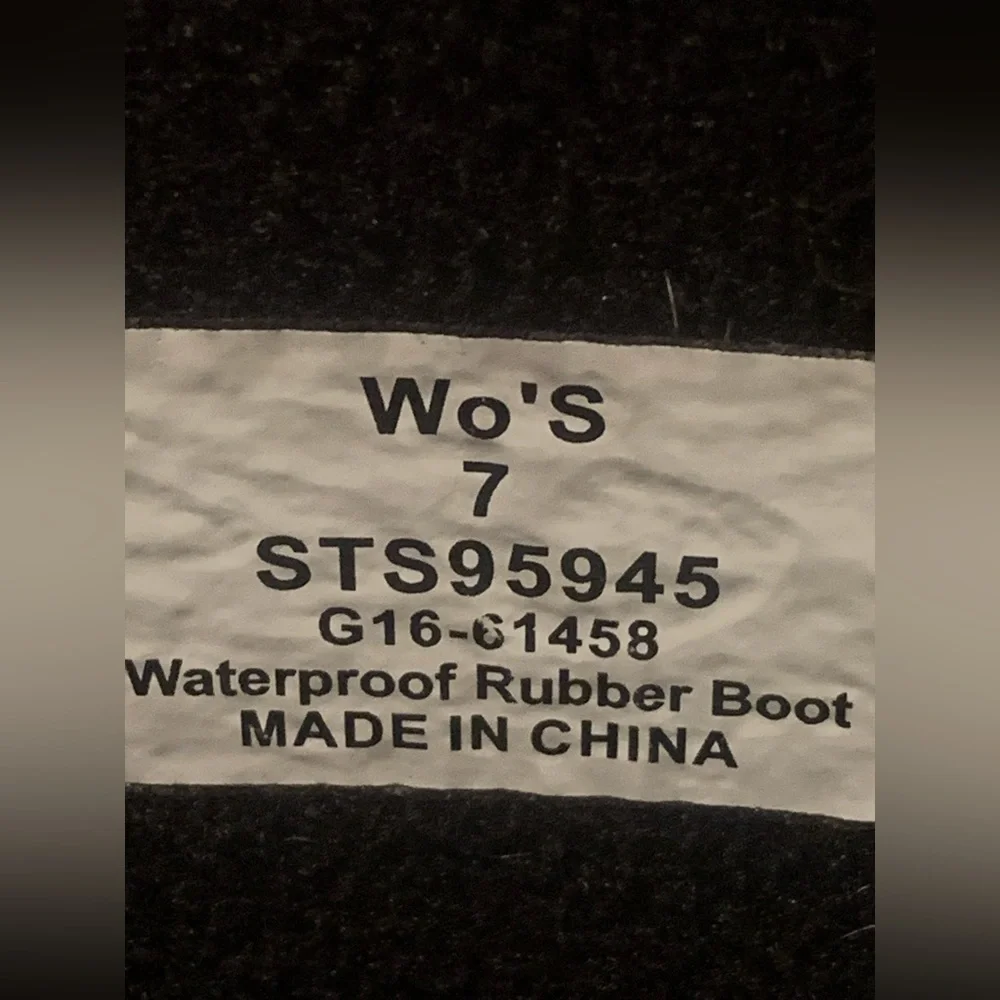 Wo'S
7
STS95945
G16-61458
Waterproof Rubber Boot
MADE IN CHINA